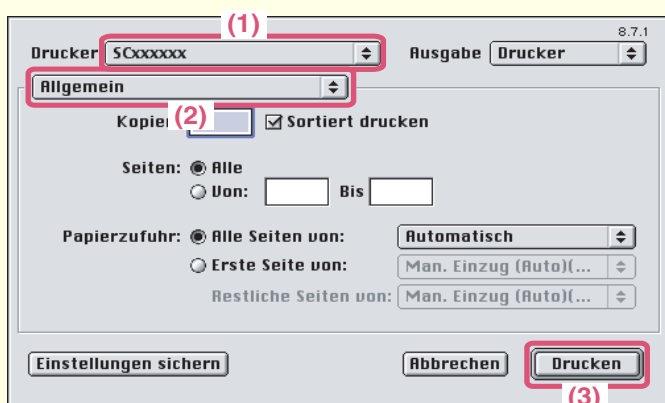 (1)
8.7.1
Drucker SCxxxxxx Ausgabe Drucker
Allgemein
(2)
Kopien Sortiert drucken
Seiten: Alle
Von: Bis
Papierzufuhr: Alle Seiten von: Automatisch
Erste Seite von: Man. Einzug (Auto)(...
Restliche Seiten von: Man. Einzug (Auto)(...
Einstellungen sichern Abbrechen Drucken
(3)